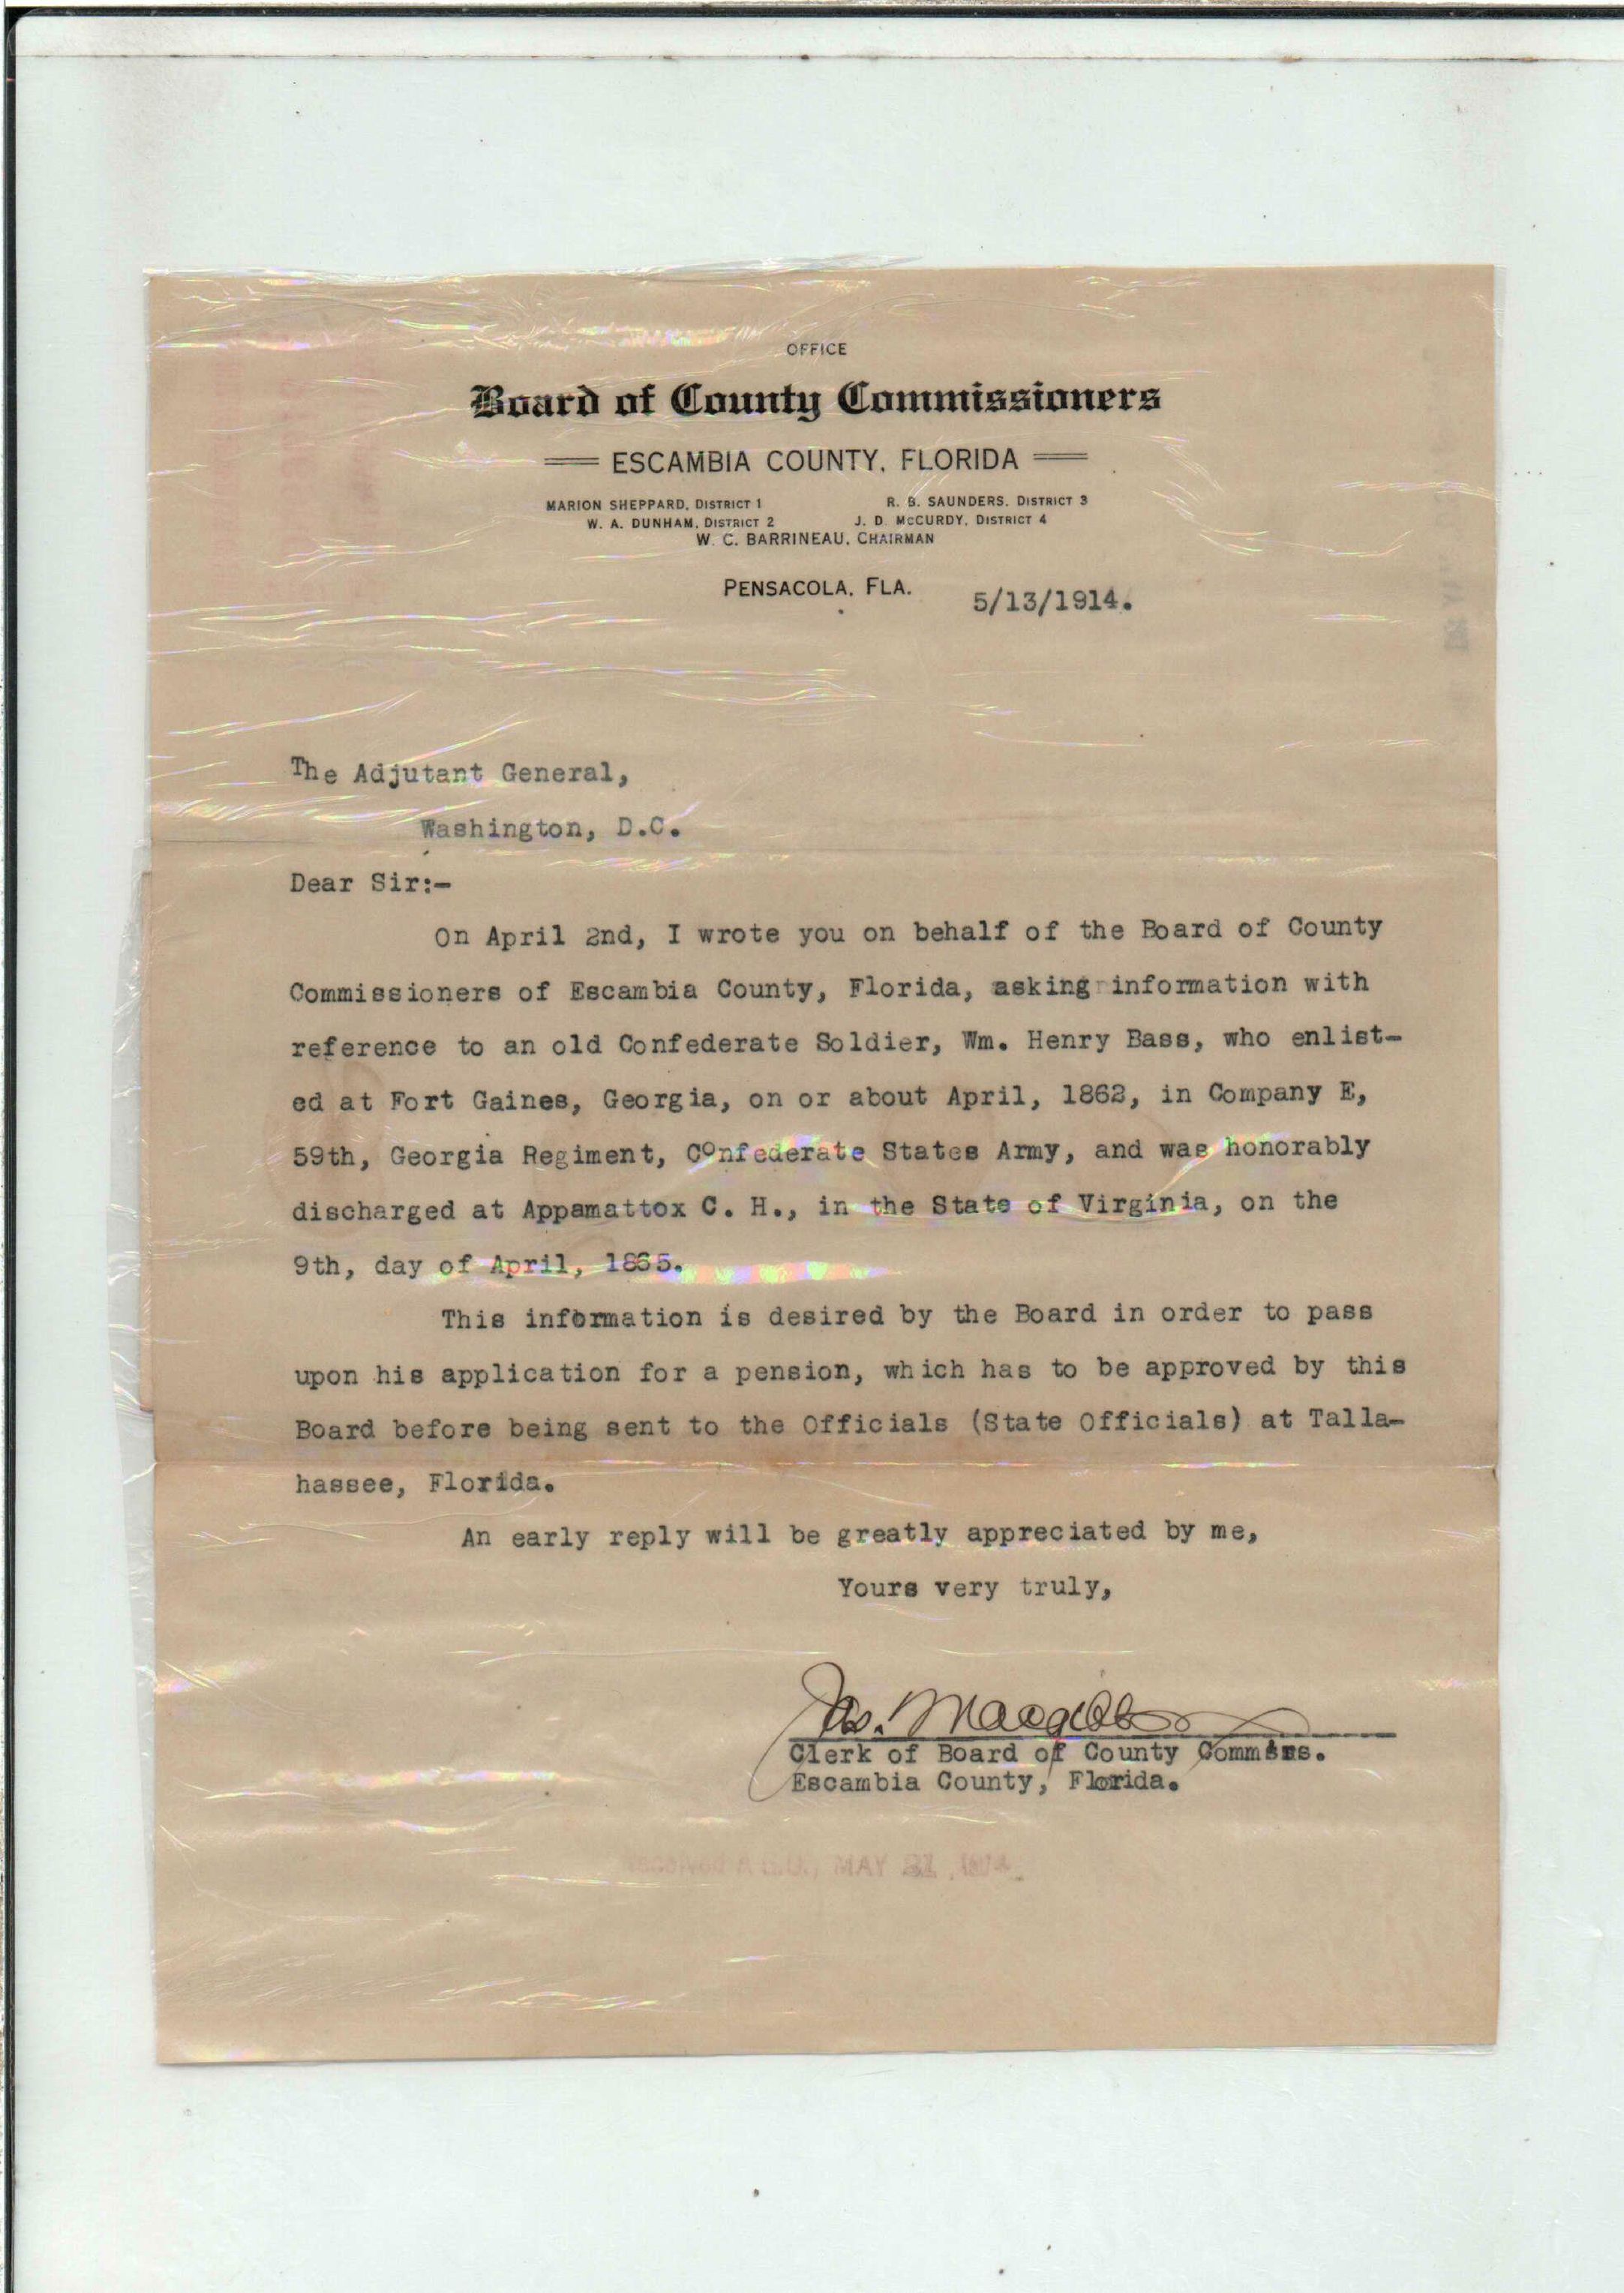 OFFICE
Board of County Commissioners
ESCAMBIA COUNTY, FLORIDA
MARION SHEPPARD, DISTRICT 1 R. B. SAUNDERS, DISTRICT 3
W. A. DUNHAM, DISTRICT 2 J. D. MCCURDY, DISTRICT 4
W. C. BARRINEAU, CHAIRMAN
PENSACOLA, FLA. 5/13/1914.
The Adjutant General,
Washington, D.C.
Dear Sir:-
On April 2nd, I wrote you on behalf of the Board of County
Commissioners of Escambia County, Florida, asking information with
reference to an old Confederate Soldier, Wm. Henry Bass, who enlist-
ed at Fort Gaines, Georgia, on or about April, 1862, in Company E,
59th, Georgia Regiment, Confederate States Army, and was honorably
discharged at Appamattox C. H., in the State of Virginia, on the
9th, day of April, 1865.
This information is desired by the Board in order to pass
upon his application for a pension, which has to be approved by this
Board before being sent to the Officials (State Officials) at Talla-
hassee, Florida.
An early reply will be greatly appreciated by me,
Yours very truly,
Jas. Macgibbon
Clerk of Board of County Commsrs.
Escambia County, Florida.
Received A.G.O., MAY 21 1914